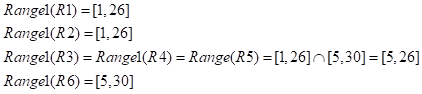 Range1(R1)=[1,26]
Range1(R2)=[1,26]
Range1(R3)=Range1(R4)=Range(R5)=[1,26]∩[5,30]=[5,26]
Range1(R6)=[5,30]